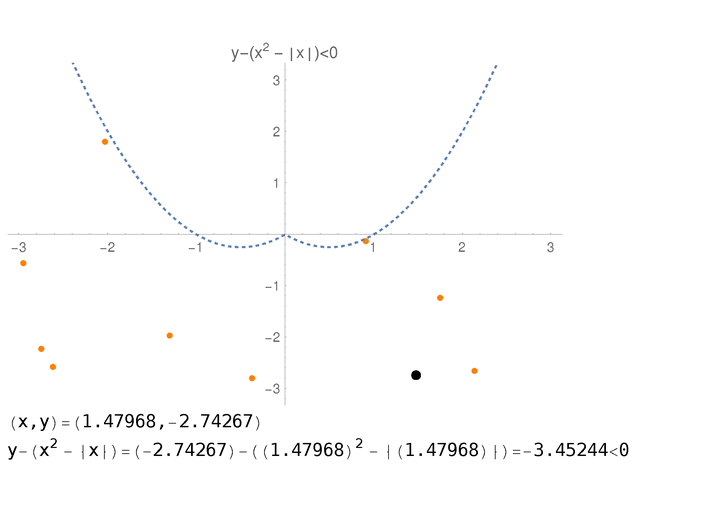 y−(x² − |x|)<0
3
2
1
−3 −2 −1 1 2 3
−1
−2
−3
(x,y)=(1.47968,−2.74267)
y−(x² − |x|)=(−2.74267)−((1.47968)² − |(1.47968)|)=−3.45244<0